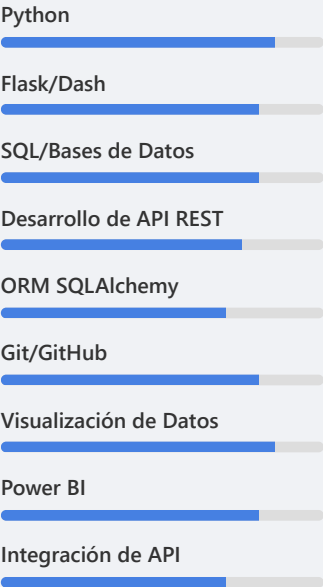 Python
Flask/Dash
SQL/Bases de Datos
Desarrollo de API REST
ORM SQLAlchemy
Git/GitHub
Visualización de Datos
Power BI
Integración de API